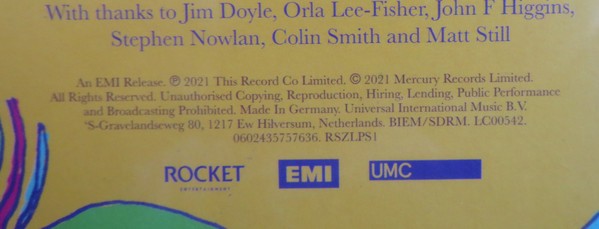 With thanks to Jim Doyle, Orla Lee-Fisher, John F Higgins,
Stephen Nowlan, Colin Smith and Matt Still
An EMI Release. ℗ 2021 This Record Co Limited. © 2021 Mercury Records Limited.
All Rights Reserved. Unauthorised Copying, Reproduction, Hiring, Lending, Public Performance
and Broadcasting Prohibited. Made In Germany. Universal International Music B.V.
"S-Gravelandseweg 80, 1217 Ew Hilversum, Netherlands. BIEM/SDRM. LC00542.
0602435757636. RSZLPS1
ROCKET
entertainment
EMI
UMC